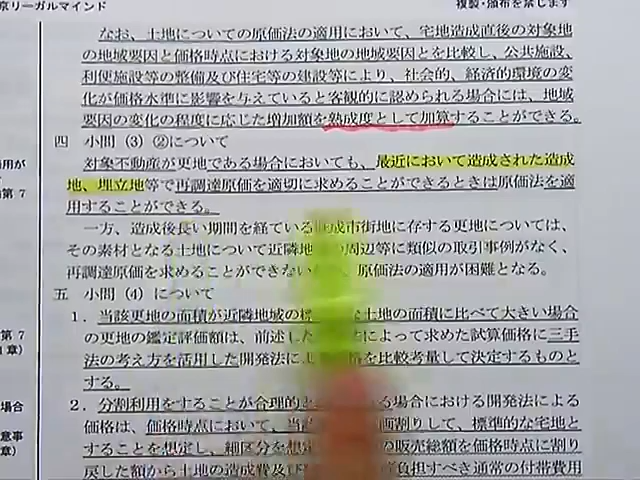 京リーガルマインド
複製・頒布を禁じます
なお、土地についての原価法の適用において、宅地造成直後の対象地
の地域要因と価格時点における対象地の地域要因とを比較し、公共施設、
利便施設等の整備及び住宅等の建設等により、社会的、経済的環境の変
化が価格水準に影響を与えていると客観的に認められる場合には、地域
要因の変化の程度に応じた増加額を熟成度として加算することができる。
四 小問（3）②について
対象不動産が更地である場合においても、最近において造成された造成
地、埋立地等で再調達原価を適切に求めることができるときは原価法を適
用することができる。
一方、造成後長い期間を経ている 成市街地に存する更地については、
その素材となる土地について近隣地 周辺等に類似の取引事例がなく、
再調達原価を求めることができない 、原価法の適用が困難となる。
五 小問（4）について
1．当該更地の面積が近隣地域の標 な土地の面積に比べて大きい場合
の更地の鑑定評価額は、前述した によって求めた試算価格に三手
法の考え方を活用した開発法に 格を比較考量して決定するものと
する。
2．分割利用をすることが合理的と る場合における開発法による
価格は、価格時点において、当 画割りして、標準的な宅地と
することを想定し、細区分を想定 の販売総額を価格時点に割り
戻した額から土地の造成費及び 負担すべき通常の付帯費用
用が
第7
第7
章）
場合
意事
章）